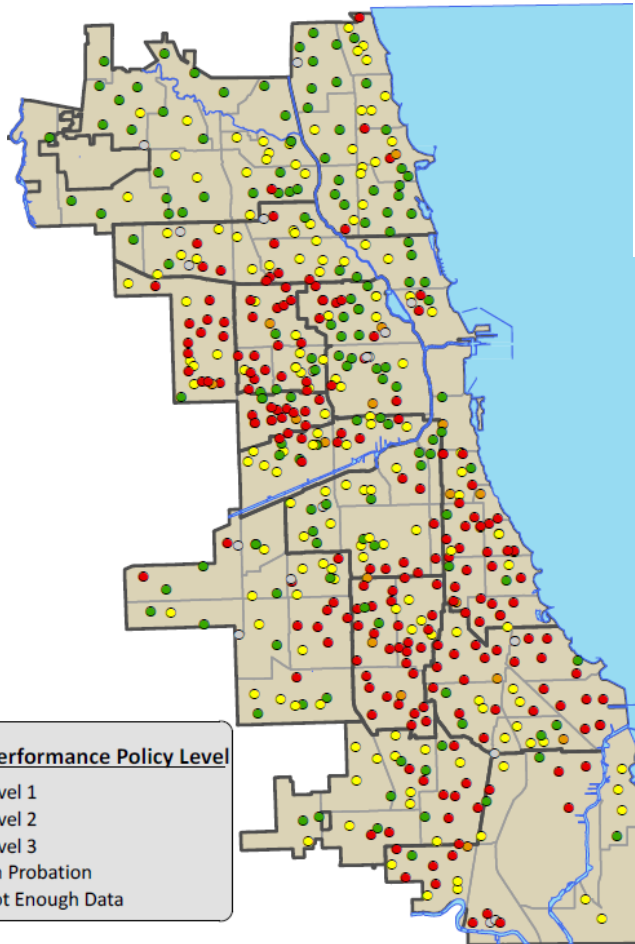 erformance Policy Level
vel 1
vel 2
vel 3
Probation
ot Enough Data